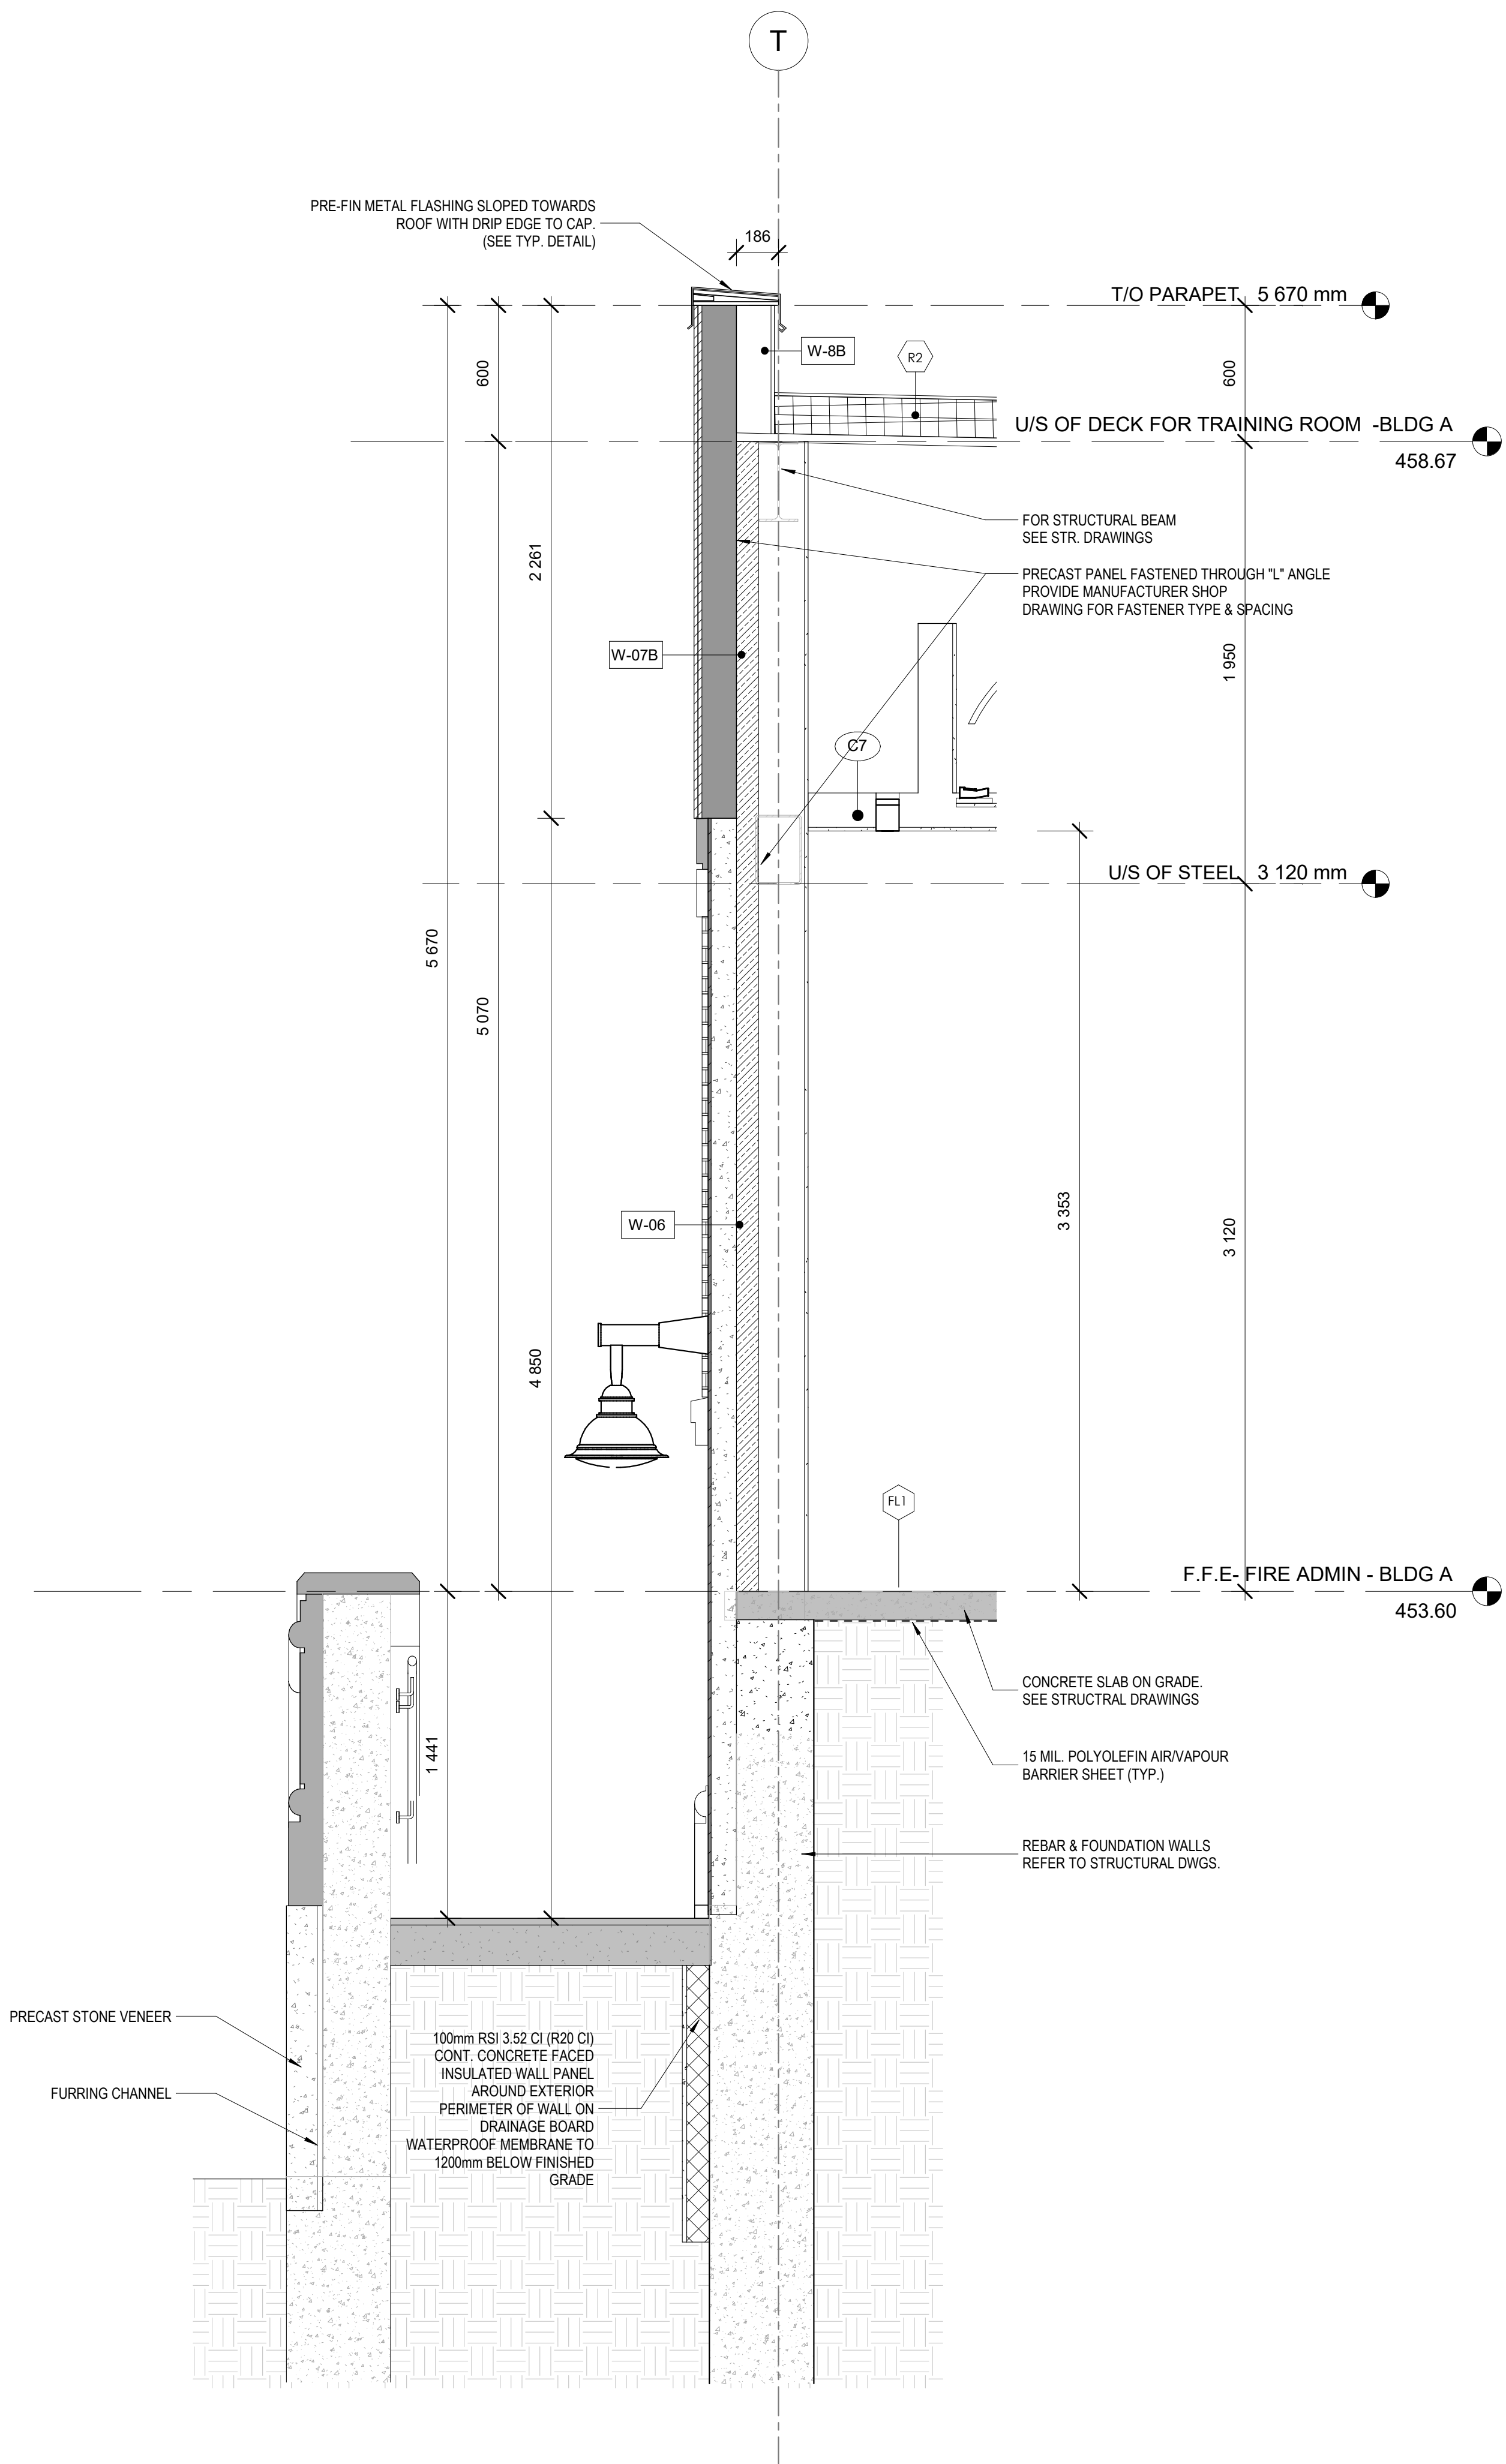 T
PRE-FIN METAL FLASHING SLOPED TOWARDS
ROOF WITH DRIP EDGE TO CAP.
(SEE TYP. DETAIL)
186
T/O PARAPET
5 670 mm
W-8B
R2
600
600
600
U/S OF DECK FOR TRAINING ROOM -BLDG A
458.67
FOR STRUCTURAL BEAM
SEE STR. DRAWINGS
2 261
PRECAST PANEL FASTENED THROUGH "L" ANGLE
PROVIDE MANUFACTURER SHOP
DRAWING FOR FASTENER TYPE & SPACING
W-07B
1 950
C7
U/S OF STEEL
3 120 mm
5 670
5 070
W-06
3 353
3 120
4 850
FL1
F.F.E- FIRE ADMIN - BLDG A
453.60
CONCRETE SLAB ON GRADE.
SEE STRUCTRAL DRAWINGS
1 441
15 MIL. POLYOLEFIN AIR/VAPOUR
BARRIER SHEET (TYP.)
REBAR & FOUNDATION WALLS
REFER TO STRUCTURAL DWGS.
PRECAST STONE VENEER
FURRING CHANNEL
100mm RSI 3.52 CI (R20 CI)
CONT. CONCRETE FACED
INSULATED WALL PANEL
AROUND EXTERIOR
PERIMETER OF WALL ON
DRAINAGE BOARD
WATERPROOF MEMBRANE TO
1200mm BELOW FINISHED
GRADE